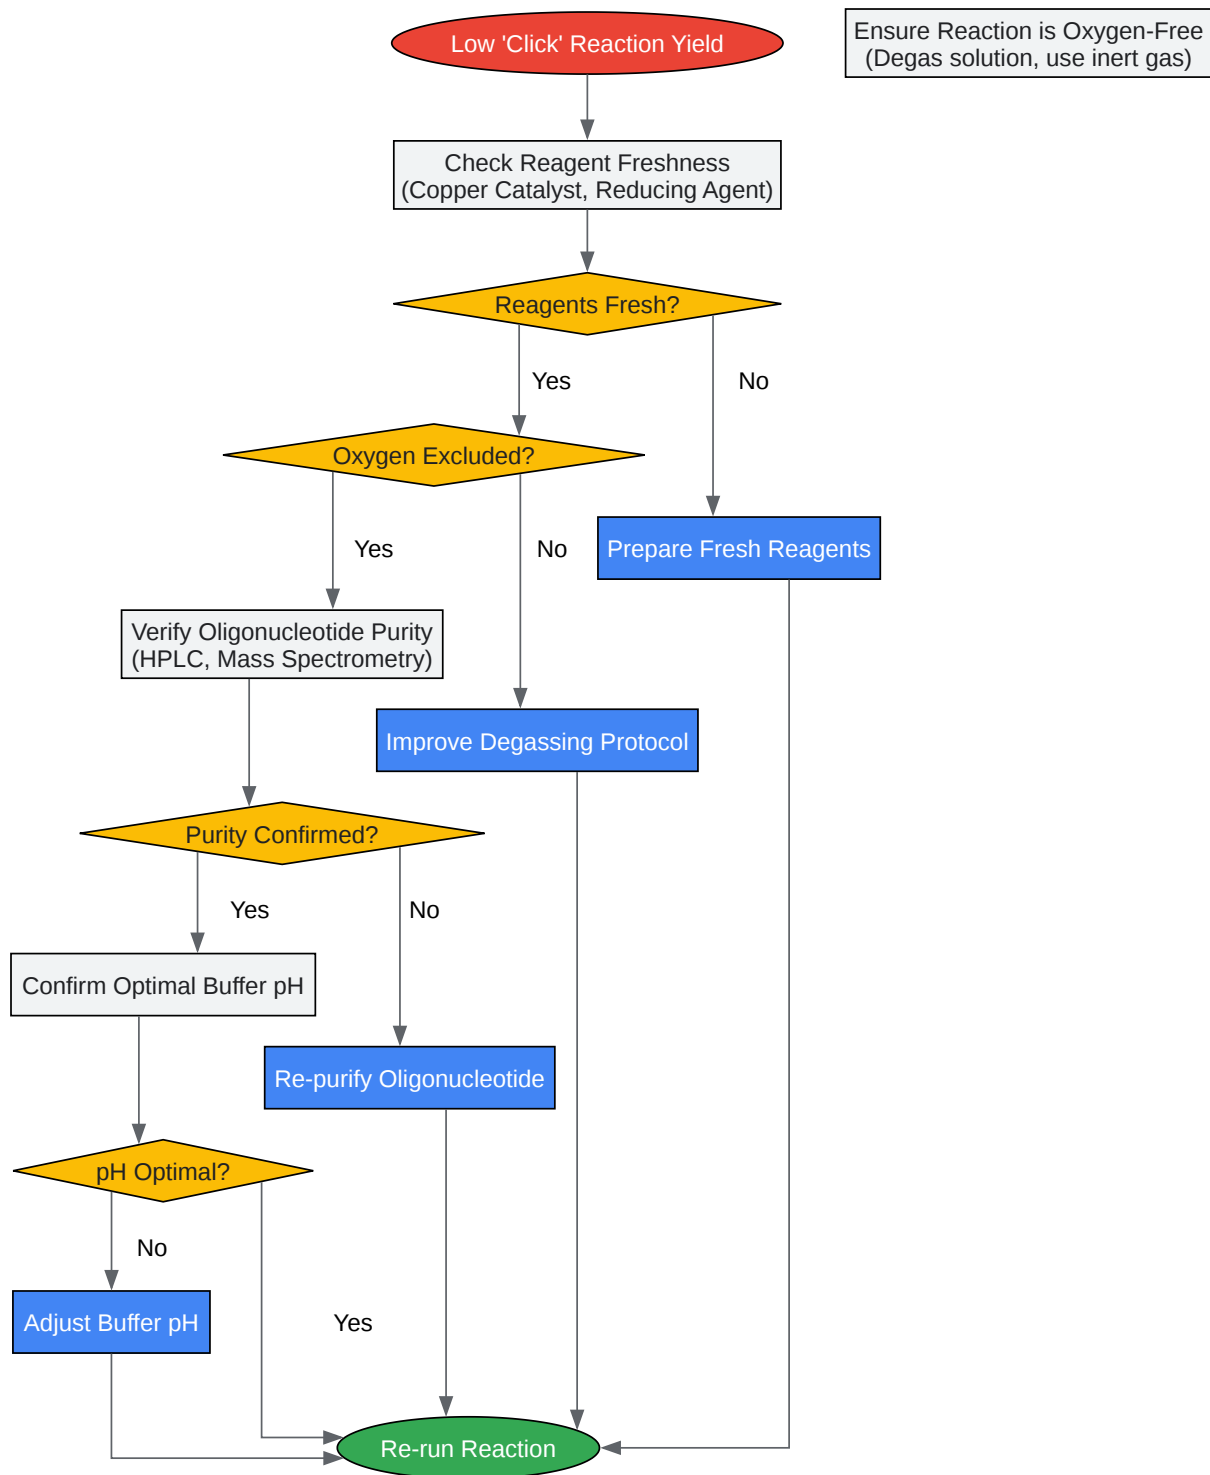 Low 'Click' Reaction Yield
Ensure Reaction is Oxygen-Free
(Degas solution, use inert gas)
Check Reagent Freshness
(Copper Catalyst, Reducing Agent)
Reagents Fresh?
Yes
No
Oxygen Excluded?
Yes
No
Prepare Fresh Reagents
Verify Oligonucleotide Purity
(HPLC, Mass Spectrometry)
Improve Degassing Protocol
Purity Confirmed?
Yes
No
Confirm Optimal Buffer pH
Re-purify Oligonucleotide
pH Optimal?
No
Adjust Buffer pH
Yes
Re-run Reaction